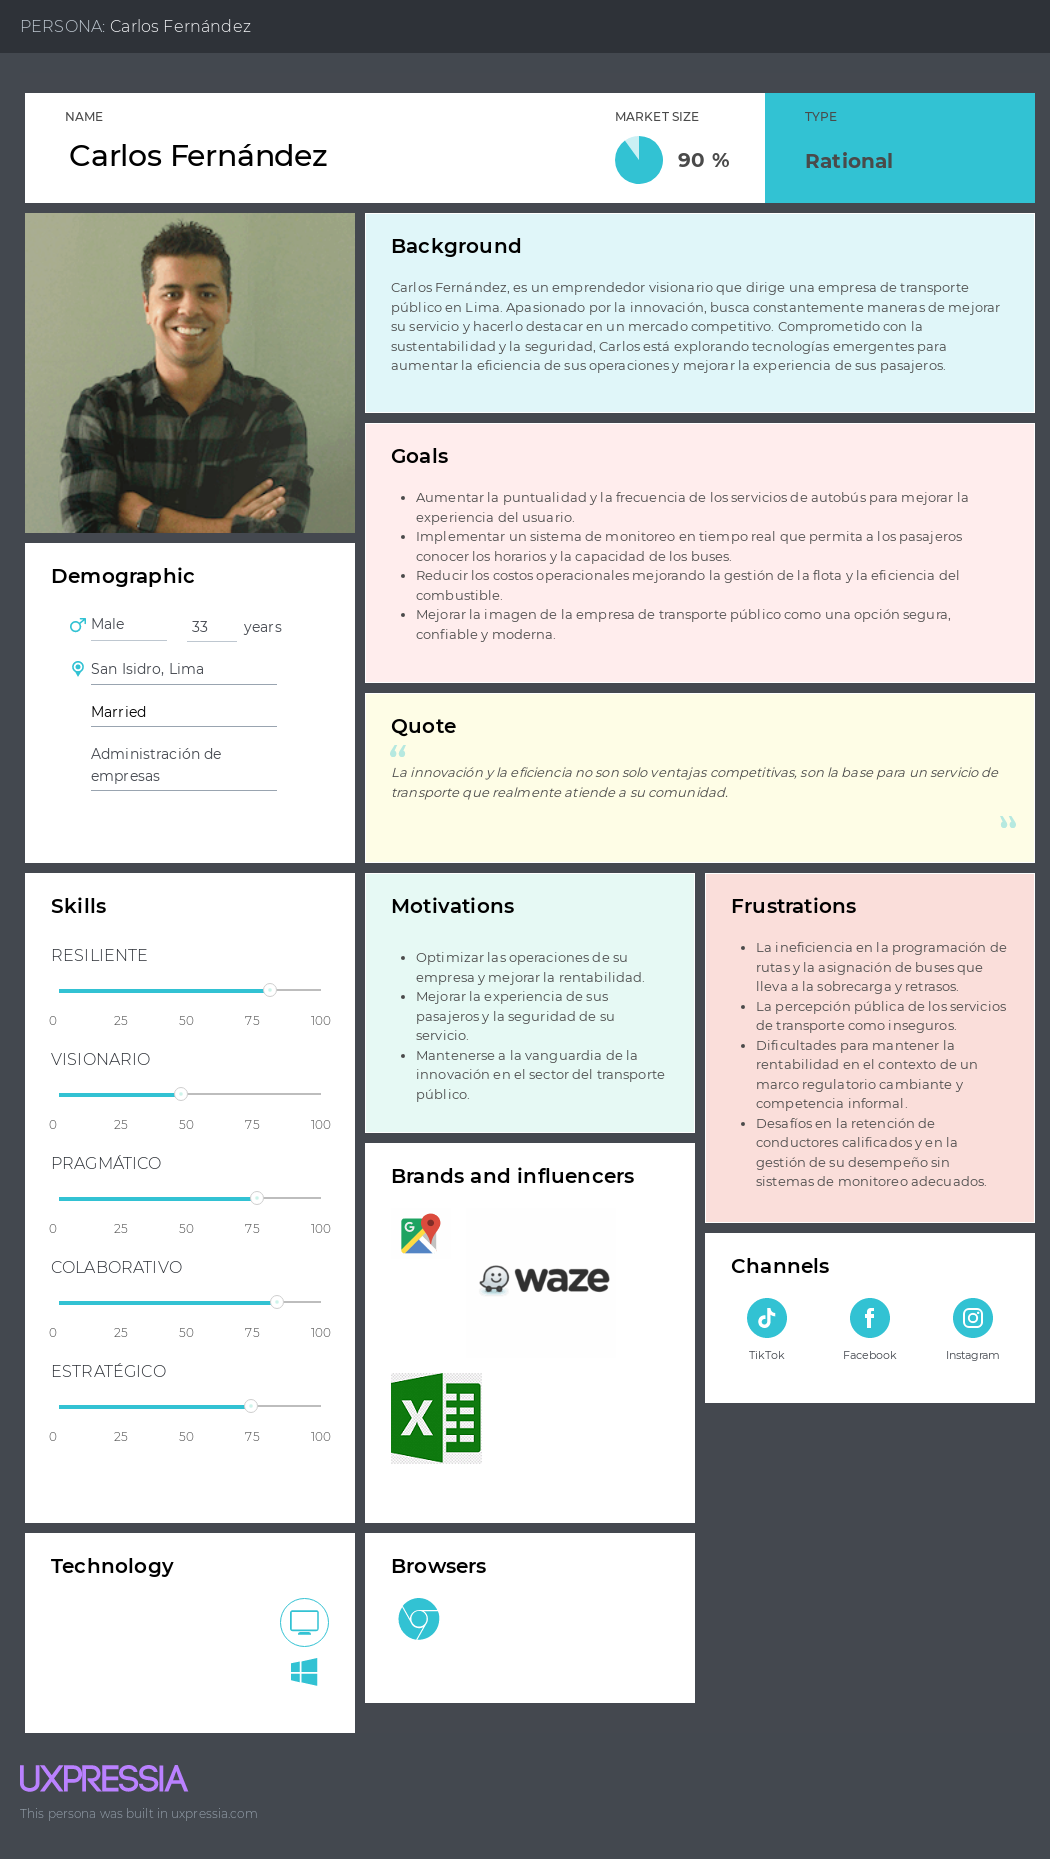 PERSONA: Carlos Fernández
NAME
Carlos Fernández
MARKET SIZE
90 %
TYPE
Rational
Background
Carlos Fernández, es un emprendedor visionario que dirige una empresa de transporte
público en Lima. Apasionado por la innovación, busca constantemente maneras de mejorar
su servicio y hacerlo destacar en un mercado competitivo. Comprometido con la
sustentabilidad y la seguridad, Carlos está explorando tecnologías emergentes para
aumentar la eficiencia de sus operaciones y mejorar la experiencia de sus pasajeros.
Goals
Aumentar la puntualidad y la frecuencia de los servicios de autobús para mejorar la
experiencia del usuario.
Implementar un sistema de monitoreo en tiempo real que permita a los pasajeros
conocer los horarios y la capacidad de los buses.
Reducir los costos operacionales mejorando la gestión de la flota y la eficiencia del
combustible.
Mejorar la imagen de la empresa de transporte público como una opción segura,
confiable y moderna.
Demographic
Male
33 years
San Isidro, Lima
Married
Administración de
empresas
Quote
“
La innovación y la eficiencia no son solo ventajas competitivas, son la base para un servicio de
transporte que realmente atiende a su comunidad.
”
Skills
RESILIENTE
0 25 50 75 100
VISIONARIO
0 25 50 75 100
PRAGMÁTICO
0 25 50 75 100
COLABORATIVO
0 25 50 75 100
ESTRATÉGICO
0 25 50 75 100
Motivations
Optimizar las operaciones de su
empresa y mejorar la rentabilidad.
Mejorar la experiencia de sus
pasajeros y la seguridad de su
servicio.
Mantenerse a la vanguardia de la
innovación en el sector del transporte
público.
Frustrations
La ineficiencia en la programación de
rutas y la asignación de buses que
lleva a la sobrecarga y retrasos.
La percepción pública de los servicios
de transporte como inseguros.
Dificultades para mantener la
rentabilidad en el contexto de un
marco regulatorio cambiante y
competencia informal.
Desafíos en la retención de
conductores calificados y en la
gestión de su desempeño sin
sistemas de monitoreo adecuados.
Brands and influencers
G
waze
X
Channels
TikTok Facebook Instagram
Technology
Browsers
UXPRESSIA
This persona was built in uxpressia.com